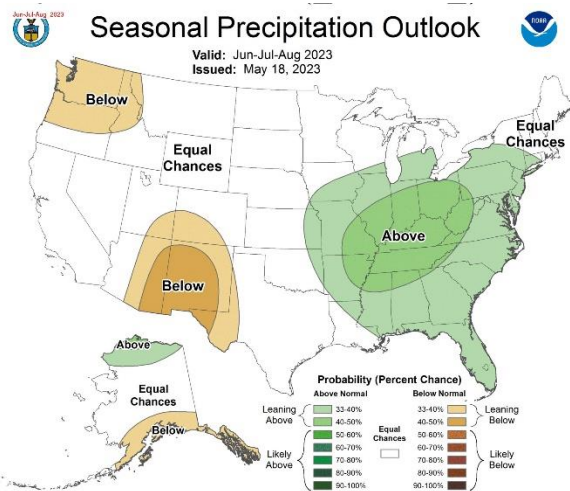 Jun-Jul-Aug 2023
Seasonal Precipitation Outlook
NOAA
Valid: Jun-Jul-Aug 2023
Issued: May 18, 2023
Below
Equal
Chances
Equal
Chances
Above
Below
Above
Equal
Chances
Below
Probability (Percent Chance)
Above Normal
Below Normal
Leaning
Above
33-40%
40-50%
Likely
Above
50-60%
60-70%
70-80%
80-90%
90-100%
Equal
Chances
33-40%
40-50%
Leaning
Below
50-60%
60-70%
70-80%
80-90%
90-100%
Likely
Below